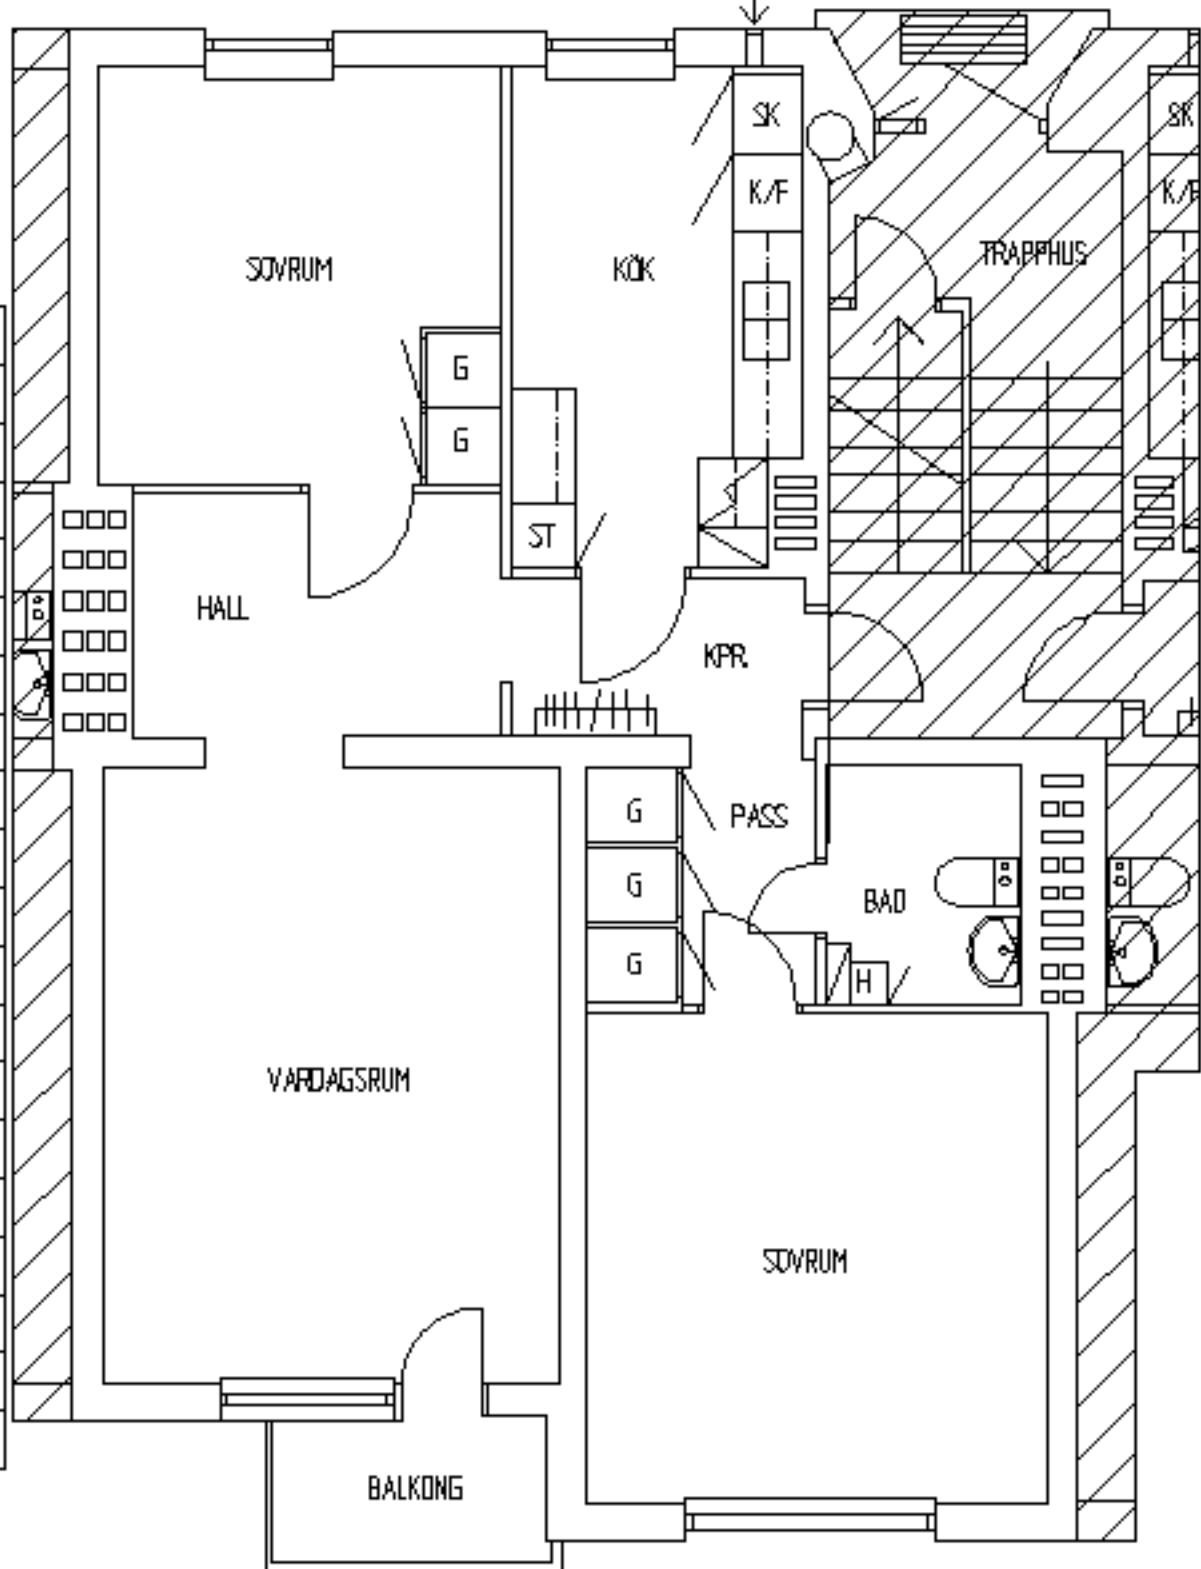 SK
SK
K/F
K/F
SOVRUM
KÖK
TRAPPHUS
G
G
ST
HALL
KPR.
G
PASS
G
BAD
G
H
VARDAGSRUM
SOVRUM
BALKONG